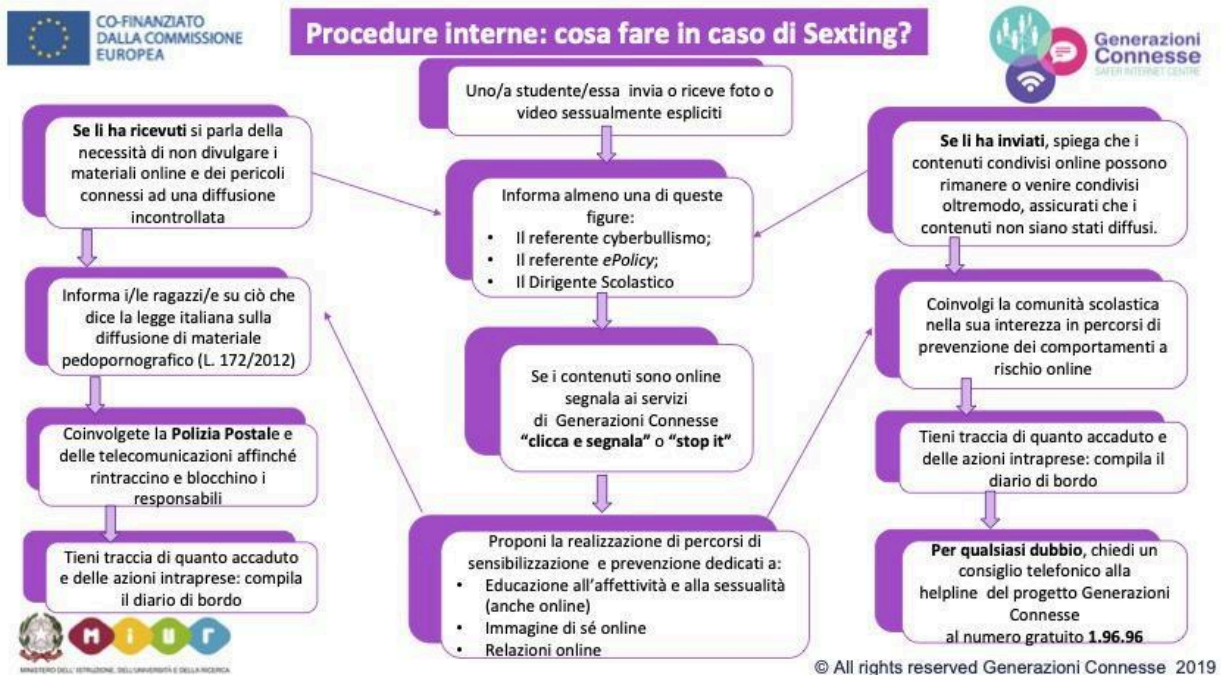 CO-FINANZIATO
DALLA COMMISSIONE
EUROPEA
Procedure interne: cosa fare in caso di Sexting?
Generazioni
Connesse
SAFER INTERNET CENTRE
Uno/a studente/essa invia o riceve foto o
video sessualmente espliciti
Se li ha ricevuti si parla della
necessità di non divulgare i
materiali online e dei pericoli
connessi ad una diffusione
incontrollata
Informa i/le ragazzi/e su ciò che
dice la legge italiana sulla
diffusione di materiale
pedopornografico (L. 172/2012)
Coinvolgete la Polizia Postale e
delle telecomunicazioni affinché
rintraccino e blocchino i
responsabili
Tieni traccia di quanto accaduto
e delle azioni intraprese: compila
il diario di bordo
Informa almeno una di queste
figure:
• Il referente cyberbullismo;
• Il referente ePolicy;
• Il Dirigente Scolastico
Se i contenuti sono online
segnala ai servizi
di Generazioni Connesse
“clicca e segnala” o “stop it”
Proponi la realizzazione di percorsi di
sensibilizzazione e prevenzione dedicati a:
• Educazione all’affettività e alla sessualità
(anche online)
• Immagine di sé online
• Relazioni online
Se li ha inviati, spiega che i
contenuti condivisi online possono
rimanere o venire condivisi
oltremodo, assicurati che i
contenuti non siano stati diffusi.
Coinvolgi la comunità scolastica
nella sua interezza in percorsi di
prevenzione dei comportamenti a
rischio online
Tieni traccia di quanto accaduto e
delle azioni intraprese: compila il
diario di bordo
Per qualsiasi dubbio, chiedi un
consiglio telefonico alla
helpline del progetto Generazioni
Connesse
al numero gratuito 1.96.96
MIUR
MINISTERO DELL'ISTRUZIONE, DELL'UNIVERSITÀ E DELLA RICERCA
© All rights reserved Generazioni Connesse 2019